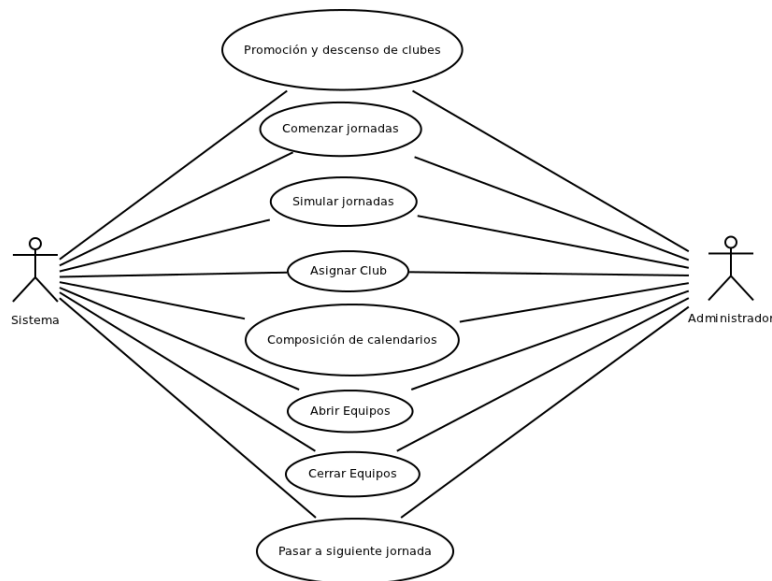 Promoción y descenso de clubes
Comenzar jornadas
Simular jornadas
Asignar Club
Sistema
Administrador
Composición de calendarios
Abrir Equipos
Cerrar Equipos
Pasar a siguiente jornada